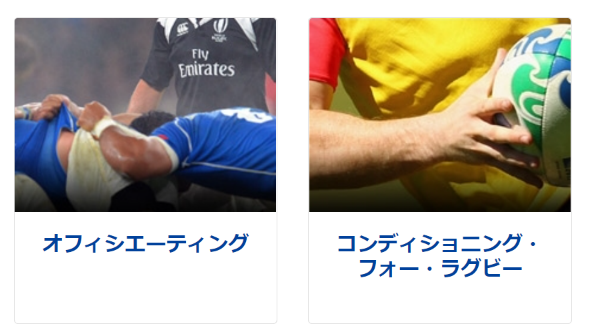 Fly
Emirates
オフィシエーティング
コンディショニング・
フォー・ラグビー